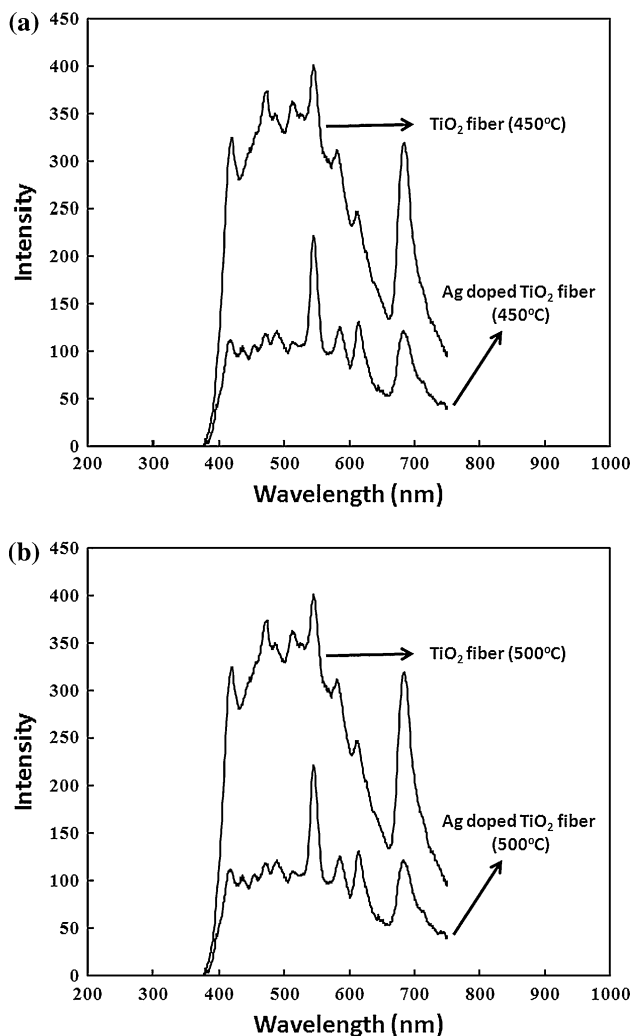 (a)
450
400
350
300
250
200
150
100
50
0
Intensity
TiO2 fiber (450°C)
Ag doped TiO2 fiber
(450°C)
200 300 400 500 600 700 800 900 1000
Wavelength (nm)
(b)
450
400
350
300
250
200
150
100
50
0
Intensity
TiO2 fiber (500°C)
Ag doped TiO2 fiber
(500°C)
200 300 400 500 600 700 800 900 1000
Wavelength (nm)